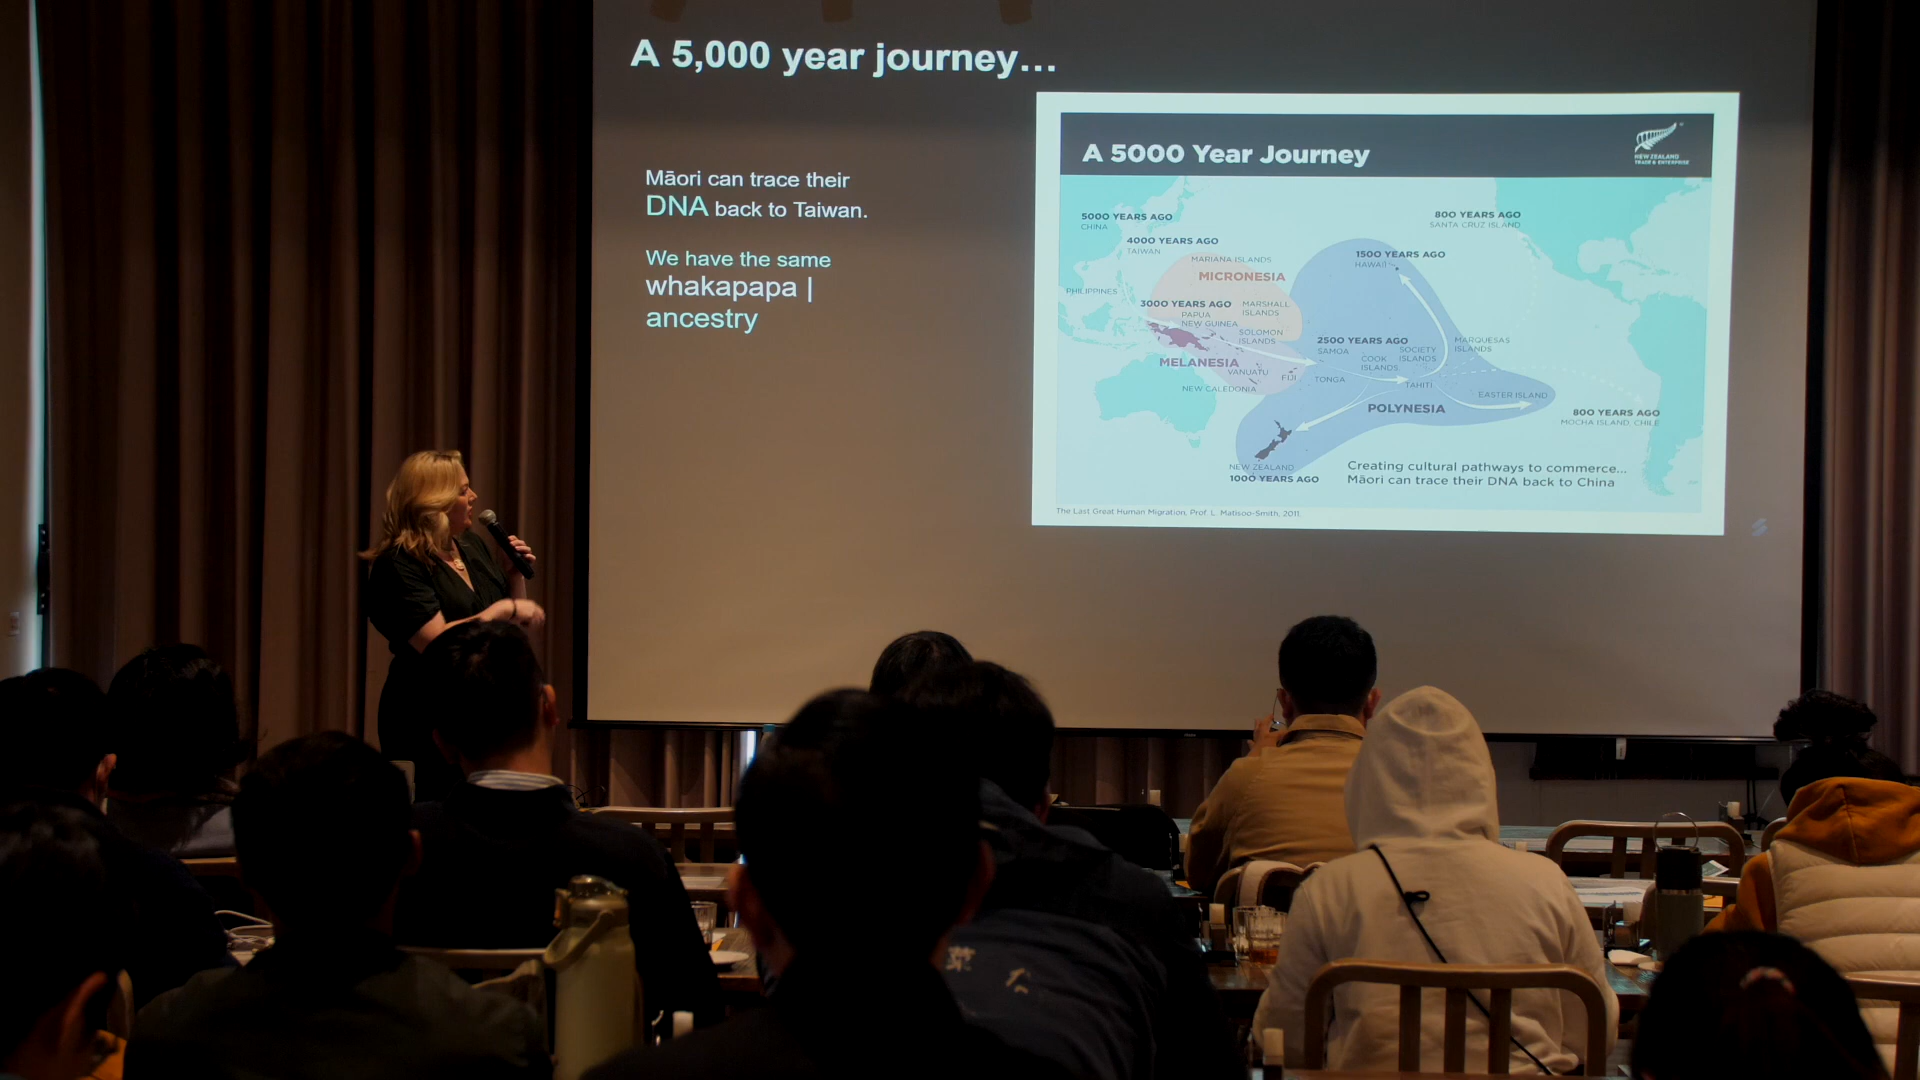 A 5,000 year journey...
Māori can trace their
DNA back to Taiwan.
We have the same
whakapapa |
ancestry
A 5000 Year Journey
NEW ZEALAND
TRADE & ENTERPRISE
5000 YEARS AGO
CHINA
4000 YEARS AGO
TAIWAN
800 YEARS AGO
SANTA CRUZ ISLAND
1500 YEARS AGO
HAWAII
MARIANA ISLANDS
MICRONESIA
PHILIPPINES
3000 YEARS AGO
PAPUA
NEW GUINEA
MARSHALL
ISLANDS
SOLOMON
ISLANDS
2500 YEARS AGO
SAMOA
COOK
ISLANDS
SOCIETY
ISLANDS
MARQUESAS
ISLANDS
MELANESIA
VANUATU
FIJI
TONGA
TAHITI
NEW CALEDONIA
EASTER ISLAND
POLYNESIA
800 YEARS AGO
MOCHA ISLAND, CHILE
NEW ZEALAND
1000 YEARS AGO
Creating cultural pathways to commerce...
Māori can trace their DNA back to China
The Last Great Human Migration, Prof. L. Matisoo-Smith, 2011.